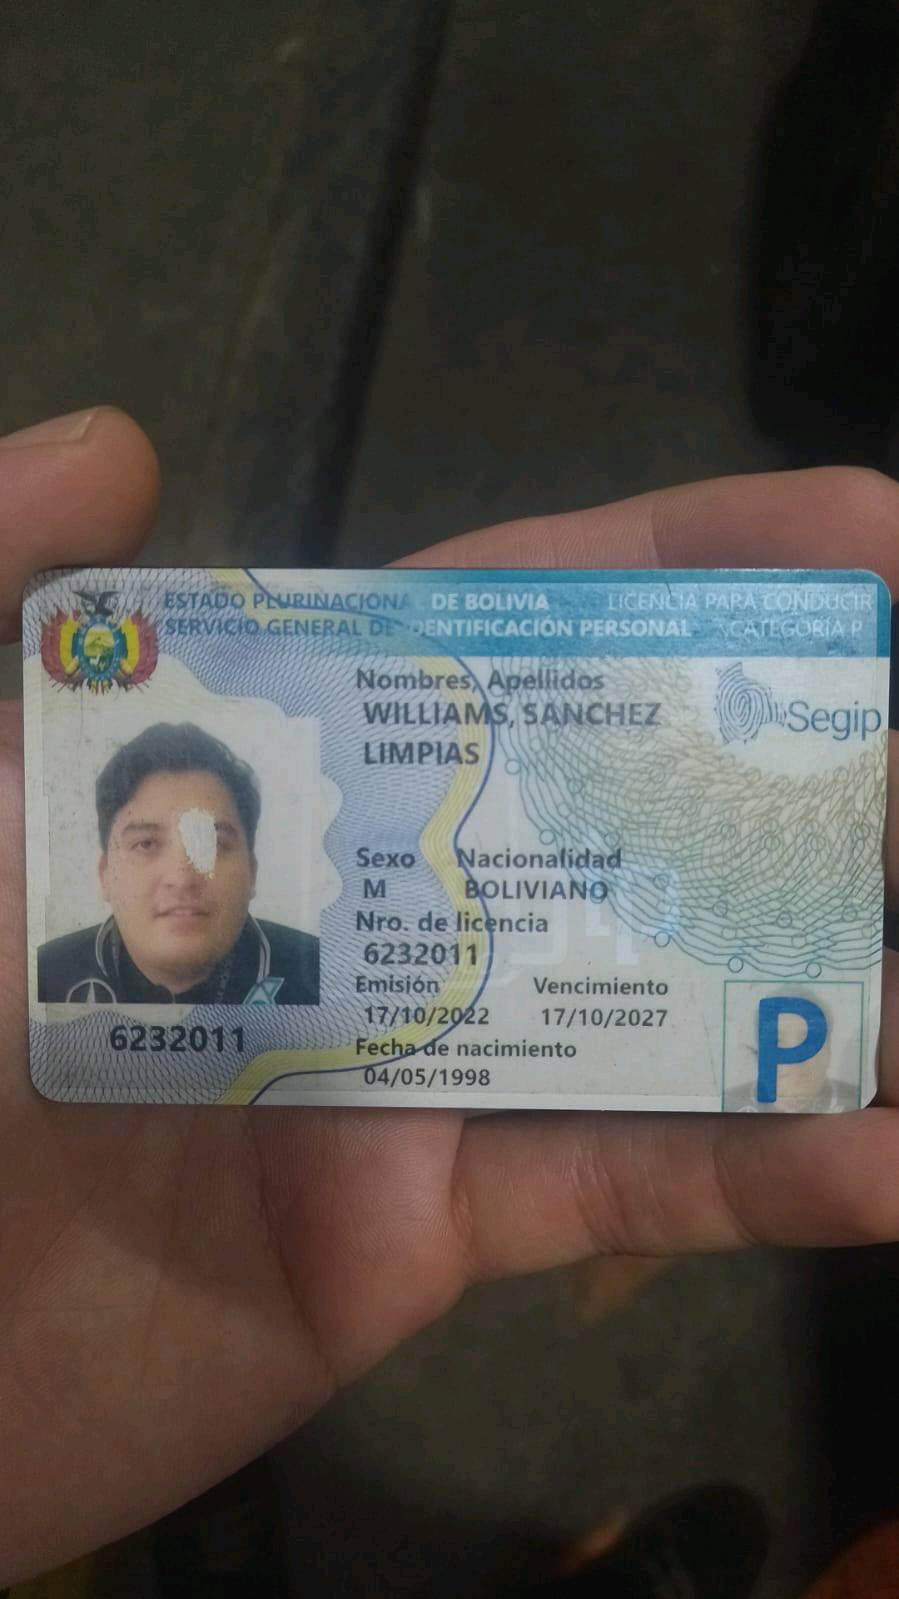 ESTADO PLURINACIONA DE BOLIVIA
SERVICIO GENERAL DE IDENTIFICACIÓN PERSONAL
LICENCIA PARA CONDUCIR
CATEGORÍA P
Segip
Nombres, Apellidos
WILLIAMS, SANCHEZ
LIMPIAS
Sexo Nacionalidad
M BOLIVIANO
Nro. de licencia
6232011
Emisión Vencimiento
17/10/2022 17/10/2027
Fecha de nacimiento
04/05/1998
6232011
P